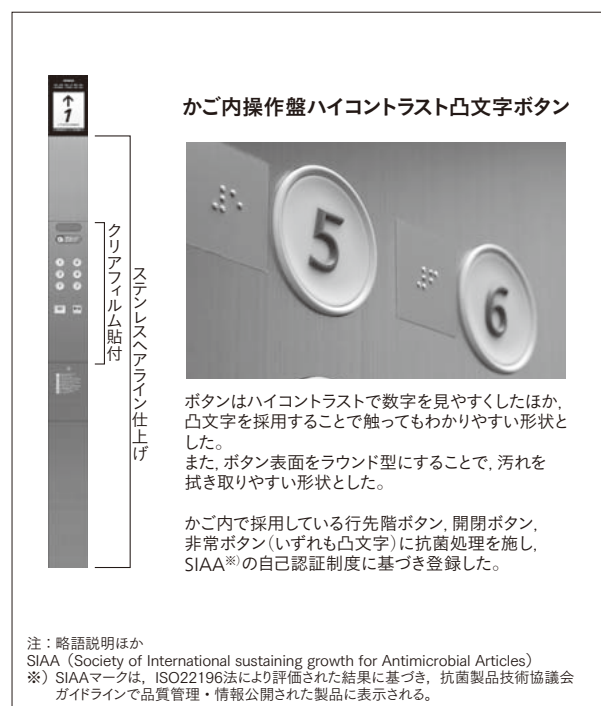 かご内操作盤ハイコントラスト凸文字ボタン
1
クリアフィルム貼付
ステンレスヘアライン仕上げ
5
6
ボタンはハイコントラストで数字を見やすくしたほか,
凸文字を採用することで触ってもわかりやすい形状と
した。
また, ボタン表面をラウンド型にすることで, 汚れを
拭き取りやすい形状とした。
かご内で採用している行先階ボタン, 開閉ボタン,
非常ボタン(いずれも凸文字)に抗菌処理を施し,
SIAA※)の自己認証制度に基づき登録した。
注：略語説明ほか
SIAA（Society of International sustaining growth for Antimicrobial Articles）
※）SIAAマークは，ISO22196法により評価された結果に基づき，抗菌製品技術協議会
ガイドラインで品質管理・情報公開された製品に表示される。